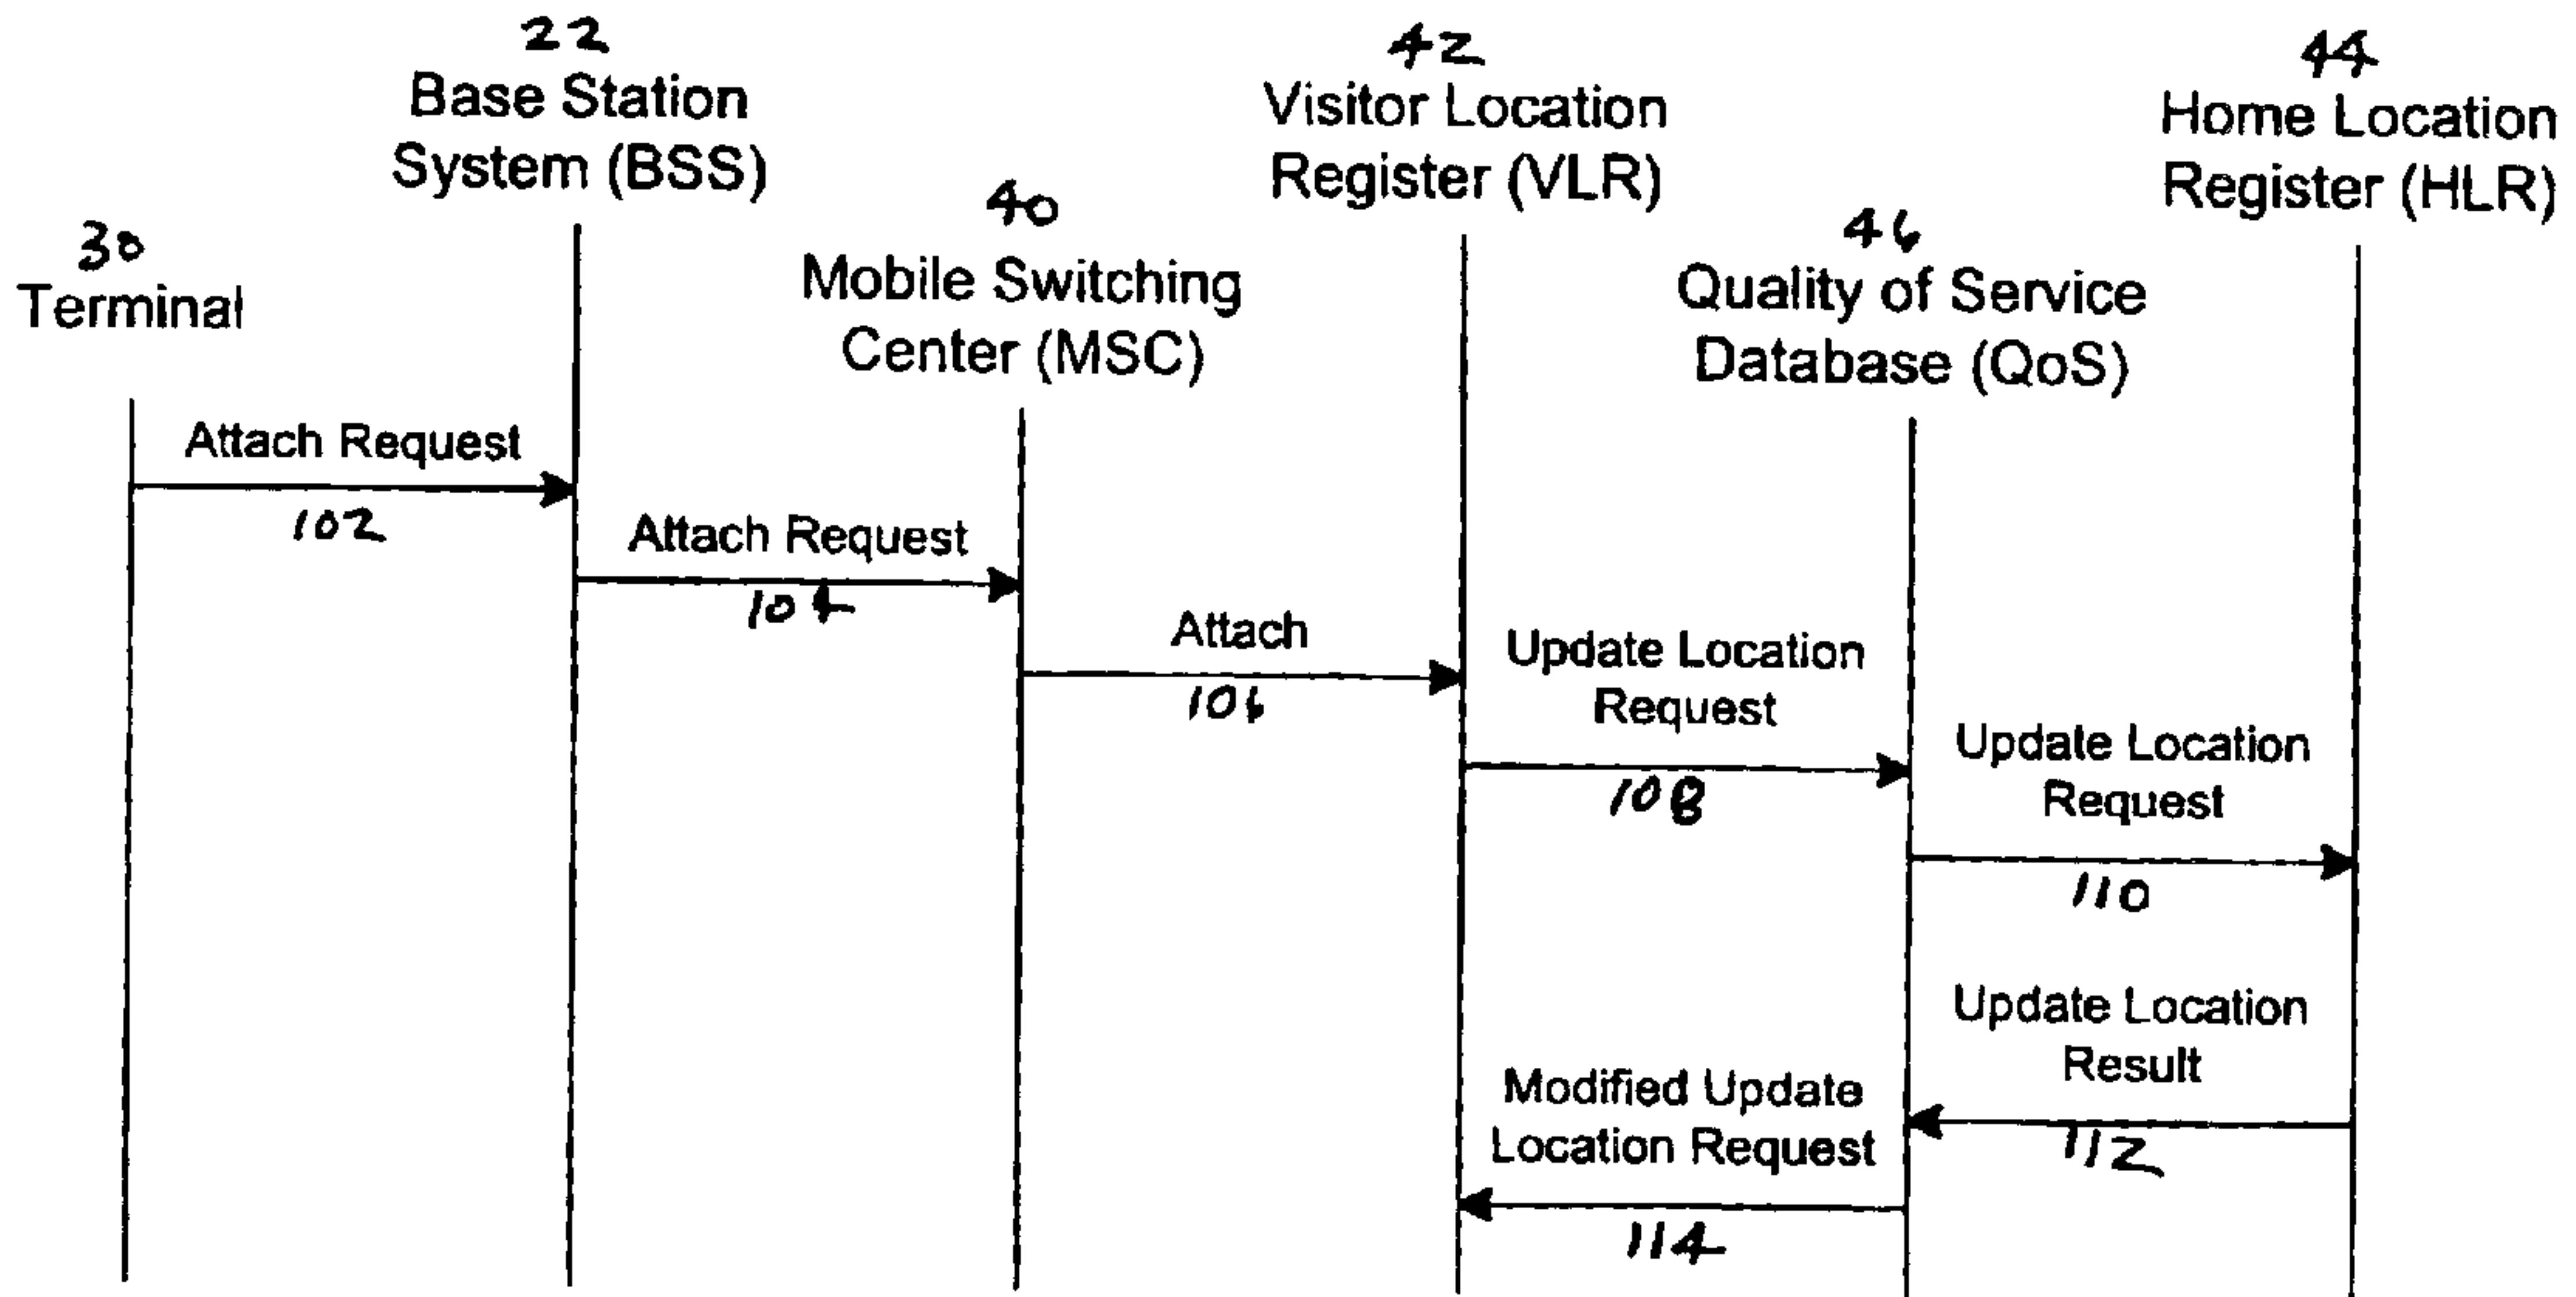 22
Base Station
System (BSS)
42
Visitor Location
Register (VLR)
44
Home Location
Register (HLR)
30
Terminal
40
Mobile Switching
Center (MSC)
46
Quality of Service
Database (QoS)
Attach Request
102
Attach Request
104
Attach
106
Update Location
Request
108
Update Location
Request
110
Update Location
Result
112
Modified Update
Location Request
114